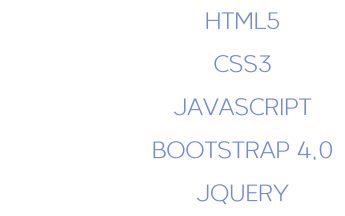 HTML5
CSS3
JAVASCRIPT
BOOTSTRAP 4.0
JQUERY